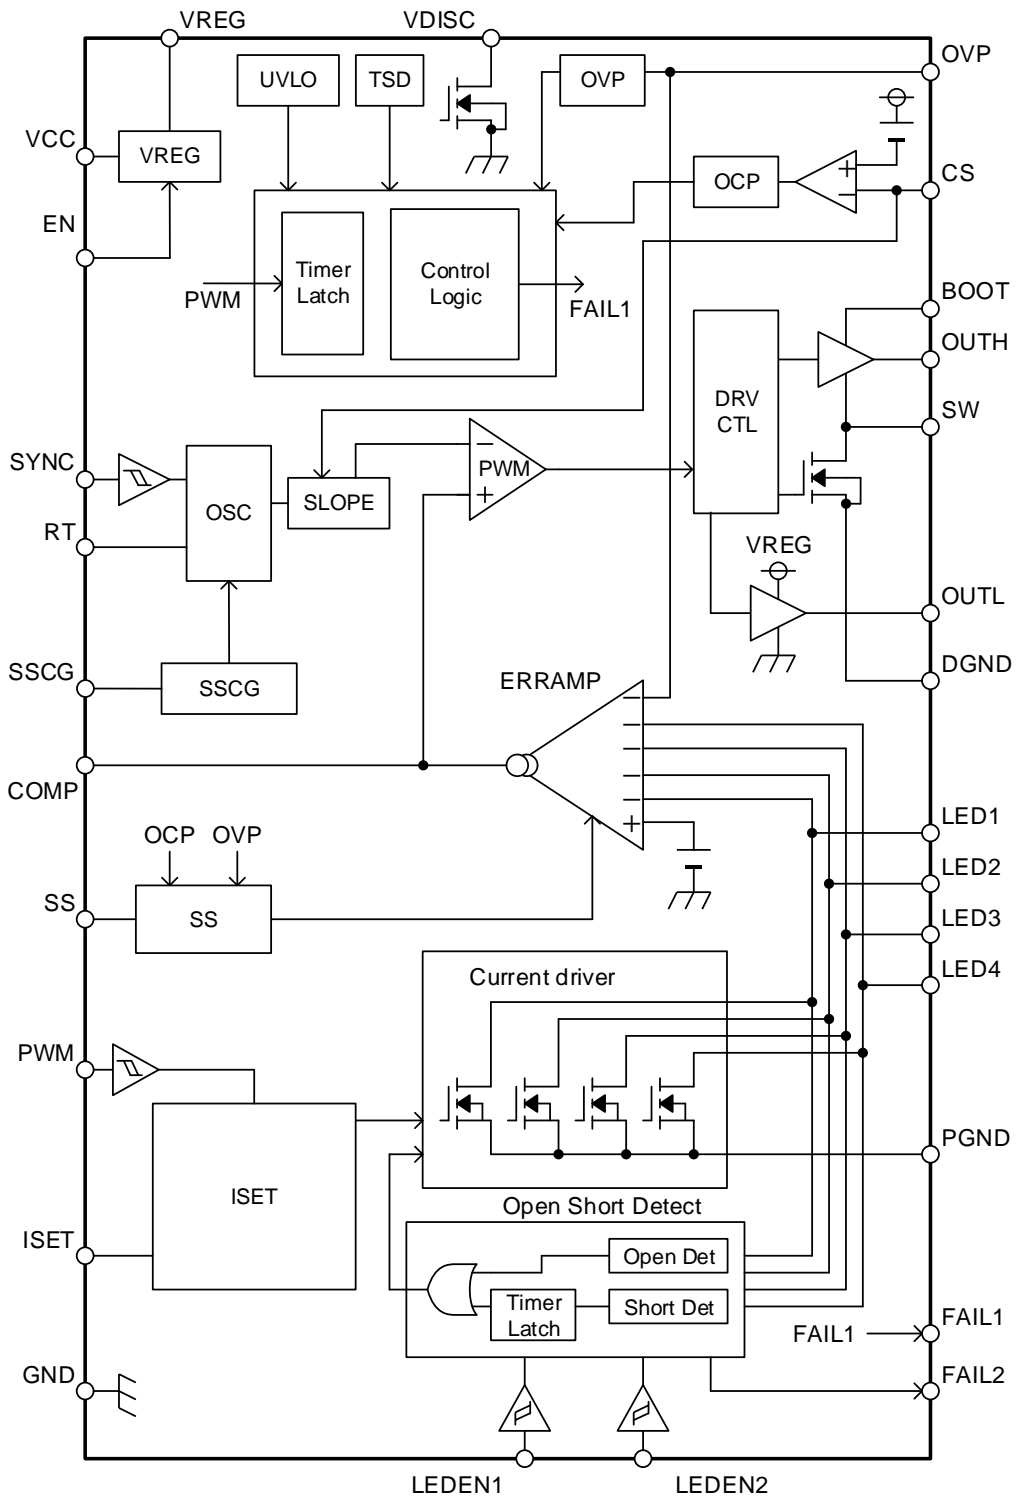 VREG
VDISC
OVP
UVLO
TSD
OVP
VCC
VREG
OCP
+
−
CS
EN
Timer
Latch
Control
Logic
PWM
FAIL1
BOOT
OUTH
DRV
CTL
SW
SYNC
−
PWM
+
OSC
SLOPE
RT
VREG
OUTL
SSCG
SSCG
ERRAMP
DGND
−
−
−
−
−
+
COMP
LED1
OCP
OVP
LED2
SS
SS
LED3
Current driver
LED4
PWM
PGND
ISET
Open Short Detect
ISET
Open Det
Timer
Latch
Short Det
FAIL1
FAIL1
GND
FAIL2
LEDEN1
LEDEN2